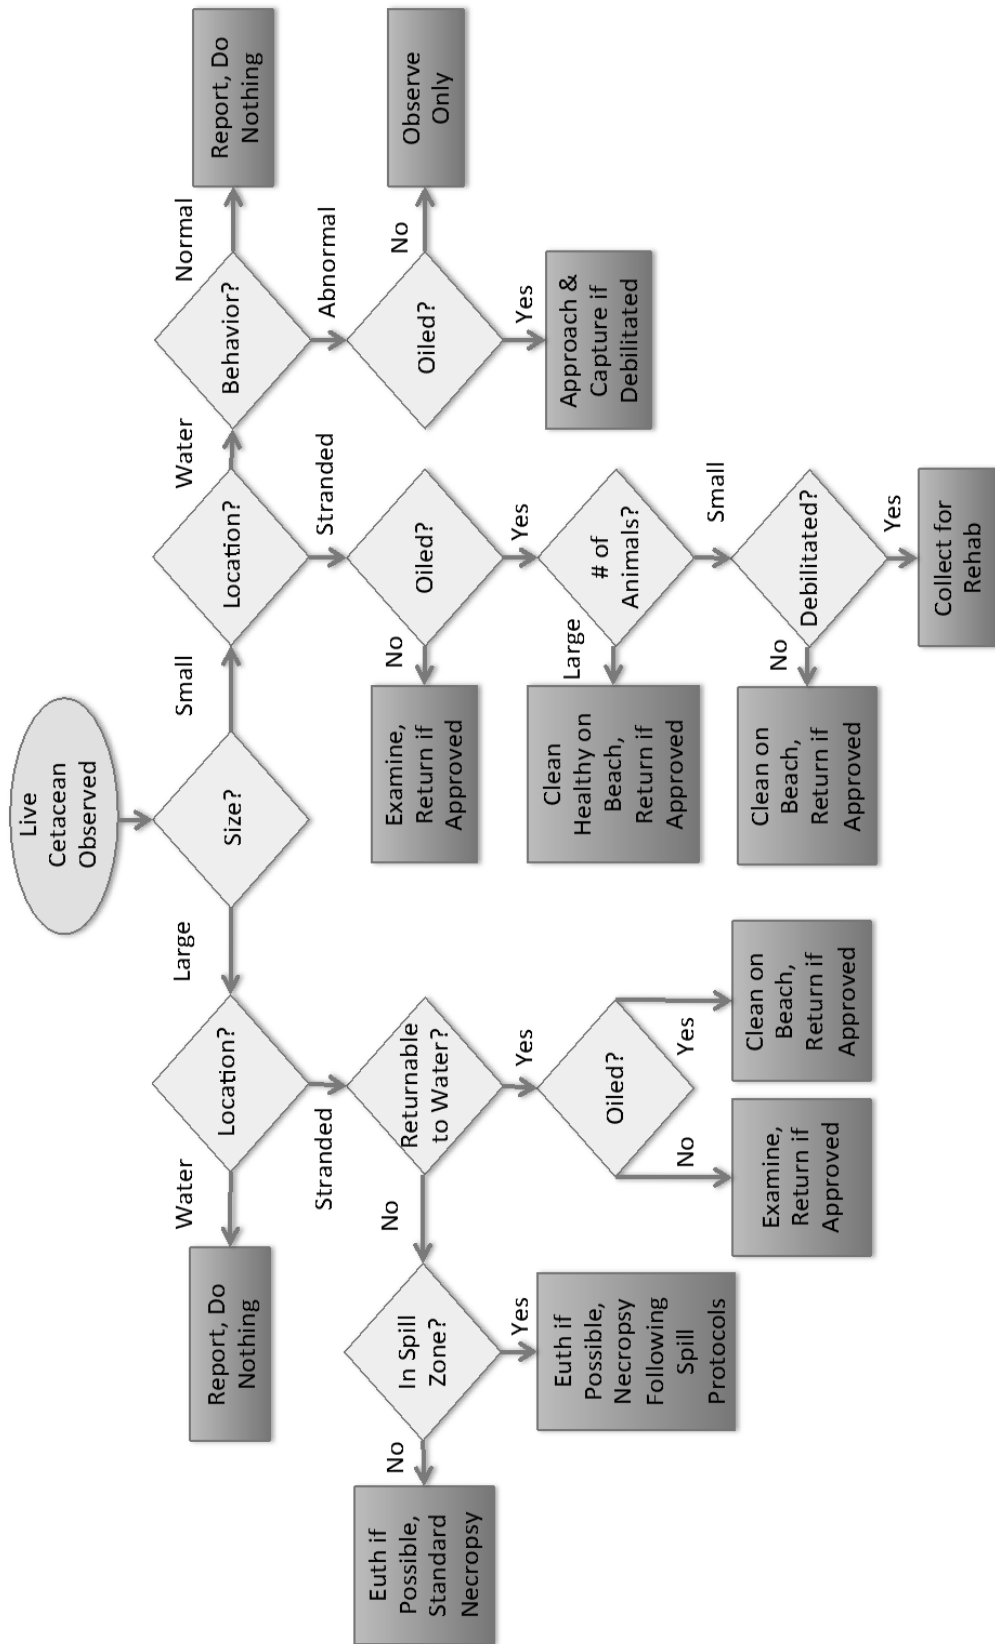 Live
Cetacean
Observed
Size?
Large
Small
Location?
Water
Report, Do
Nothing
Stranded
Returnable
to Water?
No
In Spill
Zone?
No
Euth if
Possible,
Standard
Necropsy
Yes
Euth if
Possible,
Necropsy
Following
Spill
Protocols
Yes
Oiled?
No
Examine,
Return if
Approved
Yes
Clean on
Beach,
Return if
Approved
Location?
Water
Behavior?
Normal
Report, Do
Nothing
Abnormal
Oiled?
No
Observe
Only
Yes
Approach &
Capture if
Debilitated
Stranded
Oiled?
No
Examine,
Return if
Approved
Yes
# of
Animals?
Large
Clean
Healthy on
Beach,
Return if
Approved
Small
Debilitated?
No
Clean on
Beach,
Return if
Approved
Yes
Collect for
Rehab